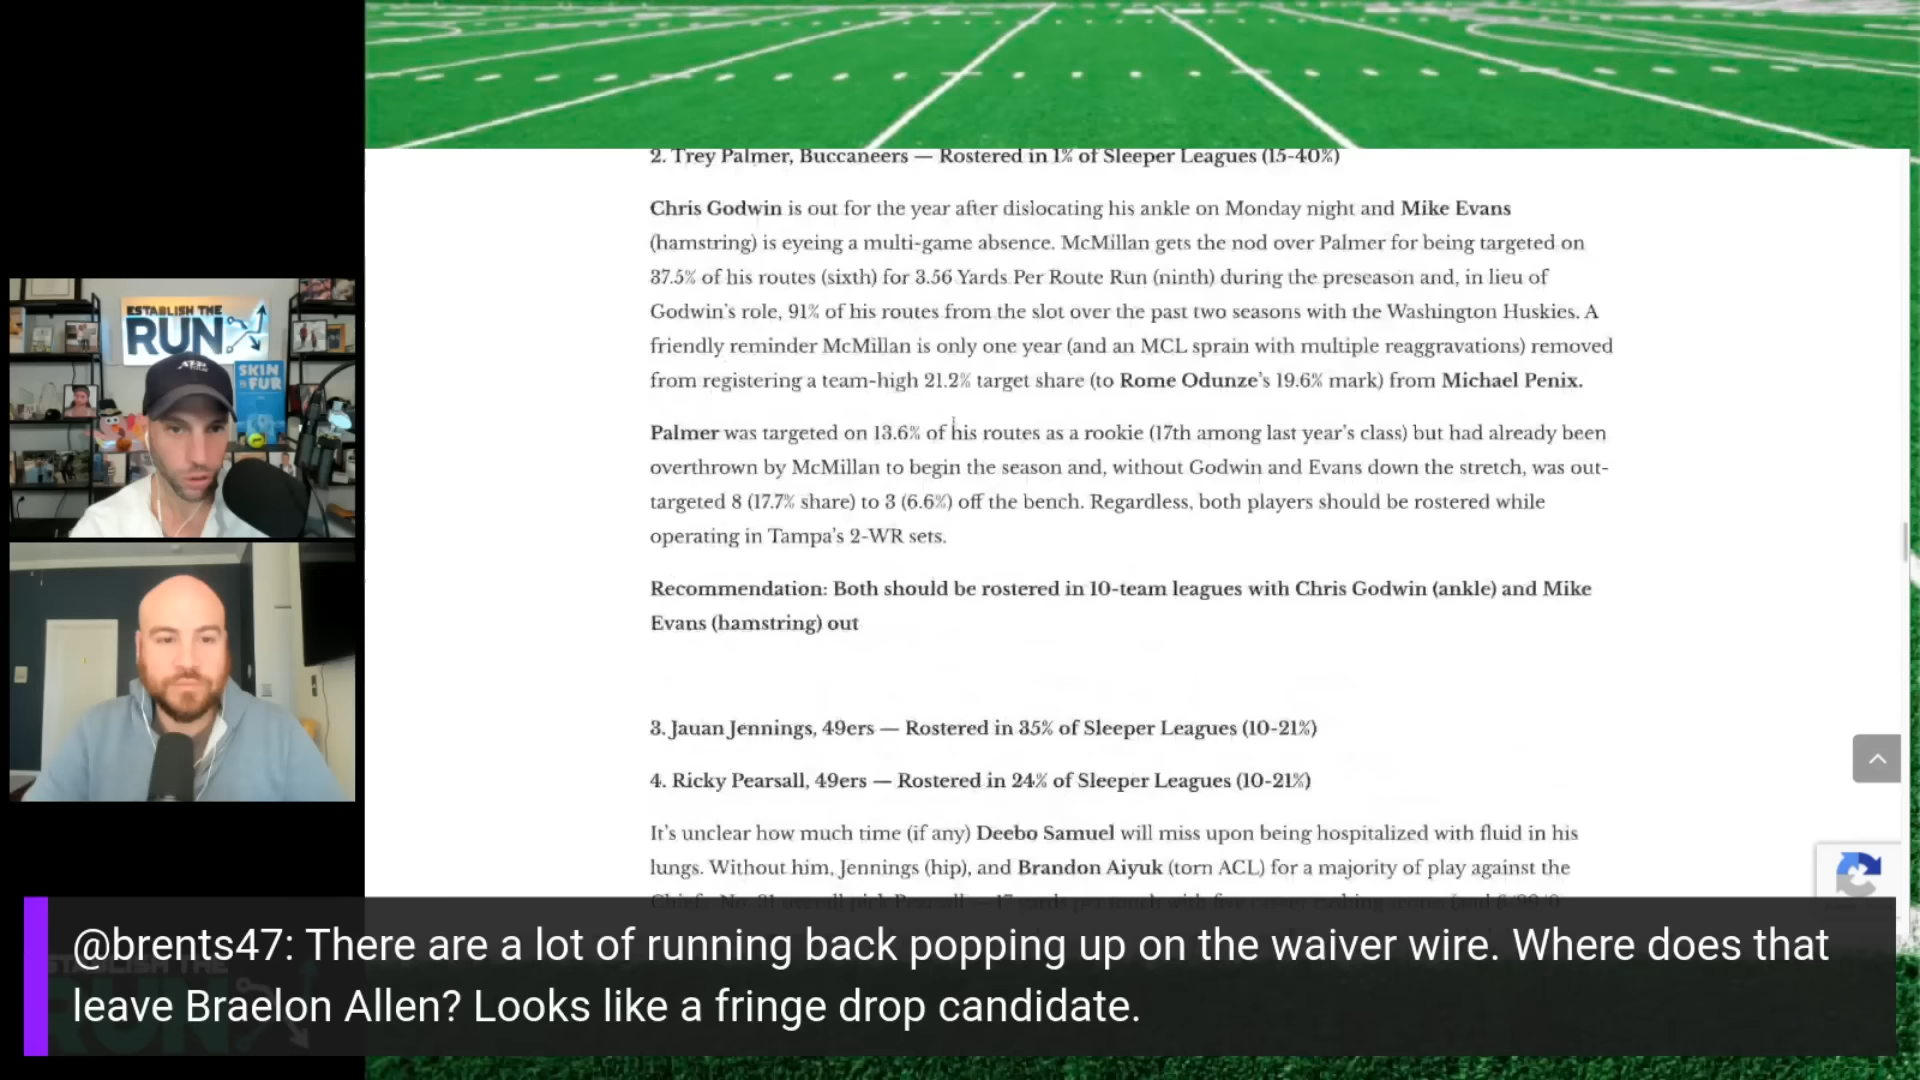 2. Trey Palmer, Buccaneers — Rostered in 1% of Sleeper Leagues (15-40%)
Chris Godwin is out for the year after dislocating his ankle on Monday night and Mike Evans
(hamstring) is eyeing a multi-game absence. McMillan gets the nod over Palmer for being targeted on
37.5% of his routes (sixth) for 3.56 Yards Per Route Run (ninth) during the preseason and, in lieu of
Godwin's role, 91% of his routes from the slot over the past two seasons with the Washington Huskies. A
friendly reminder McMillan is only one year (and an MCL sprain with multiple reaggravations) removed
from registering a team-high 21.2% target share (to Rome Odunze's 19.6% mark) from Michael Penix.
Palmer was targeted on 13.6% of his routes as a rookie (17th among last year's class) but had already been
overthrown by McMillan to begin the season and, without Godwin and Evans down the stretch, was out-
targeted 8 (17.7% share) to 3 (6.6%) off the bench. Regardless, both players should be rostered while
operating in Tampa's 2-WR sets.
Recommendation: Both should be rostered in 10-team leagues with Chris Godwin (ankle) and Mike
Evans (hamstring) out
3. Jauan Jennings, 49ers — Rostered in 35% of Sleeper Leagues (10-21%)
4. Ricky Pearsall, 49ers — Rostered in 24% of Sleeper Leagues (10-21%)
It's unclear how much time (if any) Deebo Samuel will miss upon being hospitalized with fluid in his
lungs. Without him, Jennings (hip), and Brandon Aiyuk (torn ACL) for a majority of play against the
ESTABLISH THE
RUN
SKIN
FUR
@brents47: There are a lot of running back popping up on the waiver wire. Where does that
leave Braelon Allen? Looks like a fringe drop candidate.